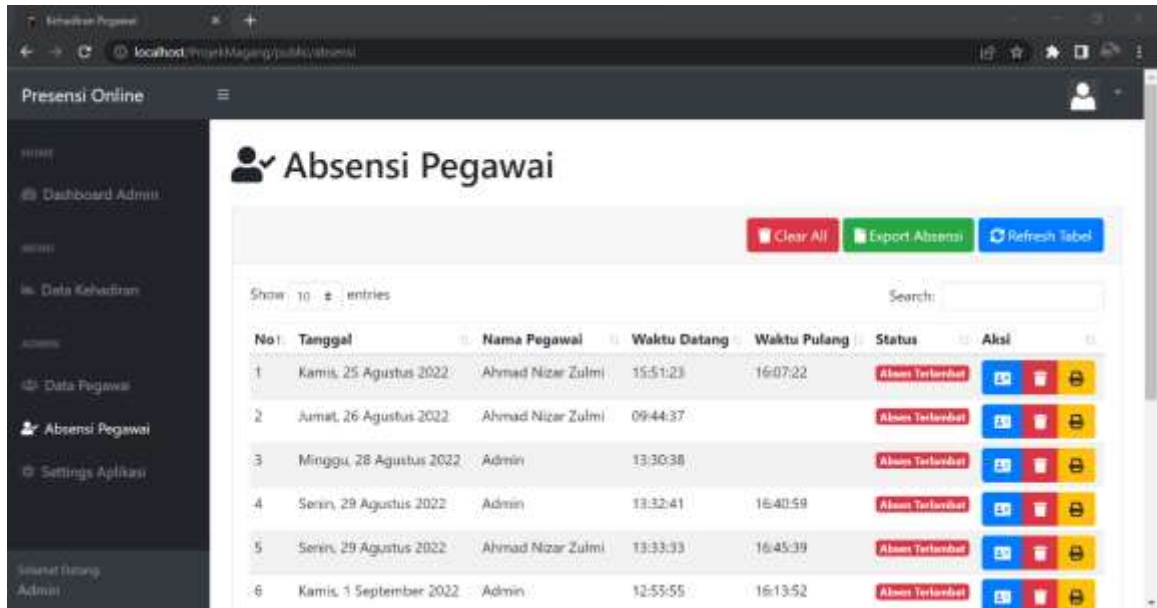 Kehadiran Pegawai
localhost/ProjekMagang/public/absensi
Presensi Online
HOME
Dashboard Admin
MENU
Data Kehadiran
ADMIN
Data Pegawai
Absensi Pegawai
Settings Aplikasi
Selamat Datang
Admin
Absensi Pegawai
Clear All Export Absensi Refresh Tabel
Show 10 entries Search:
No Tanggal Nama Pegawai Waktu Datang Waktu Pulang Status Aksi
1 Kamis, 25 Agustus 2022 Ahmad Nizar Zulmi 15:51:23 16:07:22 Absen Terlambat
2 Jumat, 26 Agustus 2022 Ahmad Nizar Zulmi 09:44:37 Absen Terlambat
3 Minggu, 28 Agustus 2022 Admin 13:30:38 Absen Terlambat
4 Senin, 29 Agustus 2022 Admin 13:32:41 16:40:59 Absen Terlambat
5 Senin, 29 Agustus 2022 Ahmad Nizar Zulmi 13:33:33 16:45:39 Absen Terlambat
6 Kamis, 1 September 2022 Admin 12:55:55 16:13:52 Absen Terlambat